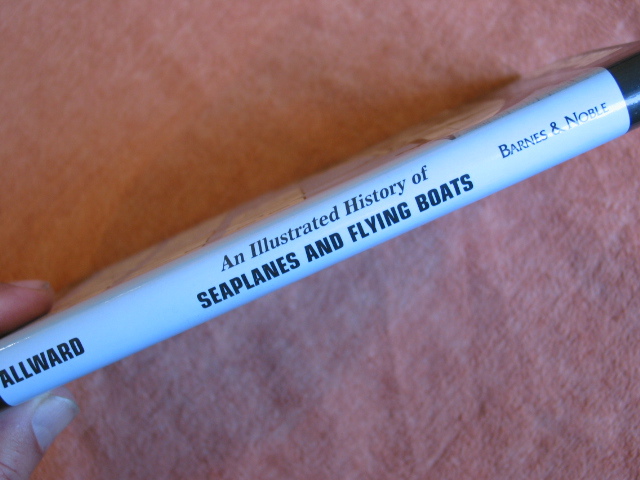 ALLWARD
An Illustrated History of
SEAPLANES AND FLYING BOATS
BARNES & NOBLE